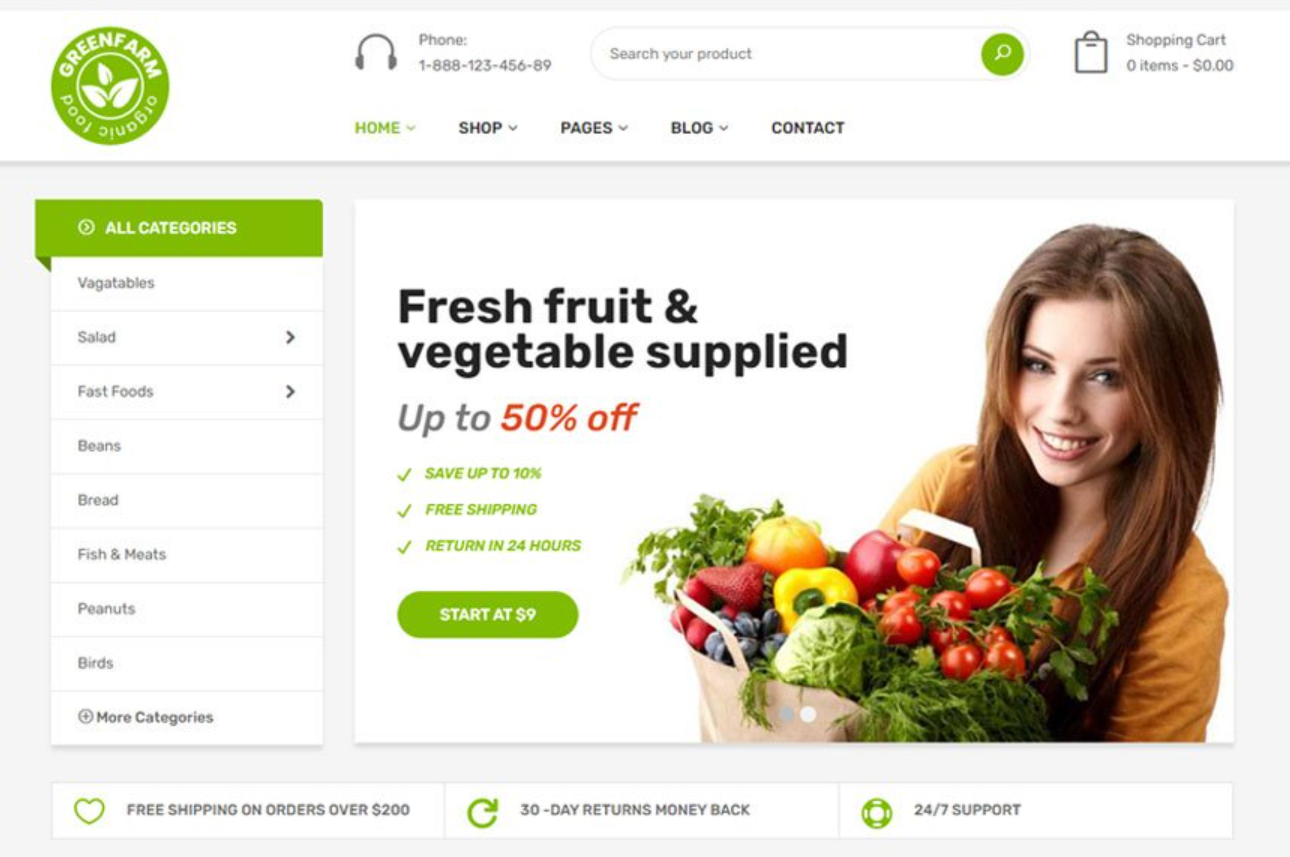 GREENFARM
organic food
Phone:
1-888-123-456-89
Search your product
Shopping Cart
0 items - $0.00
HOME
SHOP
PAGES
BLOG
CONTACT
ALL CATEGORIES
Vagatables
Salad
Fast Foods
Beans
Bread
Fish & Meats
Peanuts
Birds
More Categories
Fresh fruit &
vegetable supplied
Up to 50% off
SAVE UP TO 10%
FREE SHIPPING
RETURN IN 24 HOURS
START AT $9
FREE SHIPPING ON ORDERS OVER $200
30 -DAY RETURNS MONEY BACK
24/7 SUPPORT